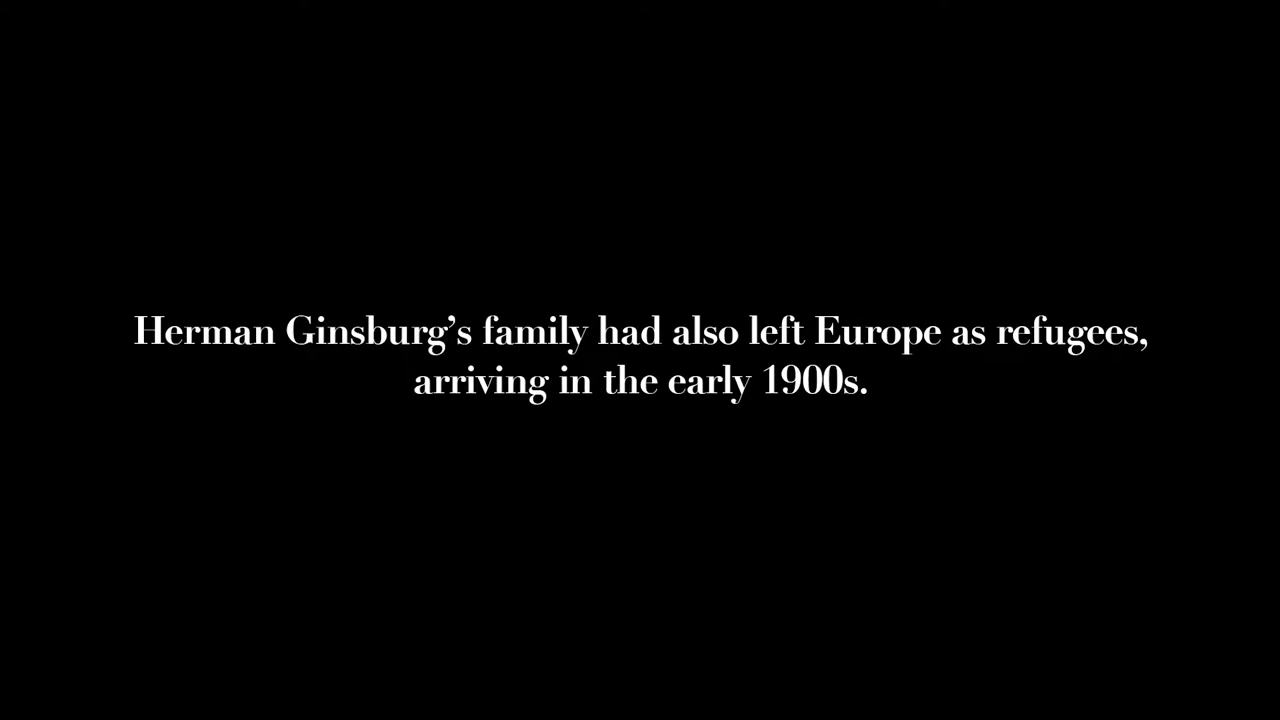 Herman Ginsburg’s family had also left Europe as refugees,
arriving in the early 1900s.